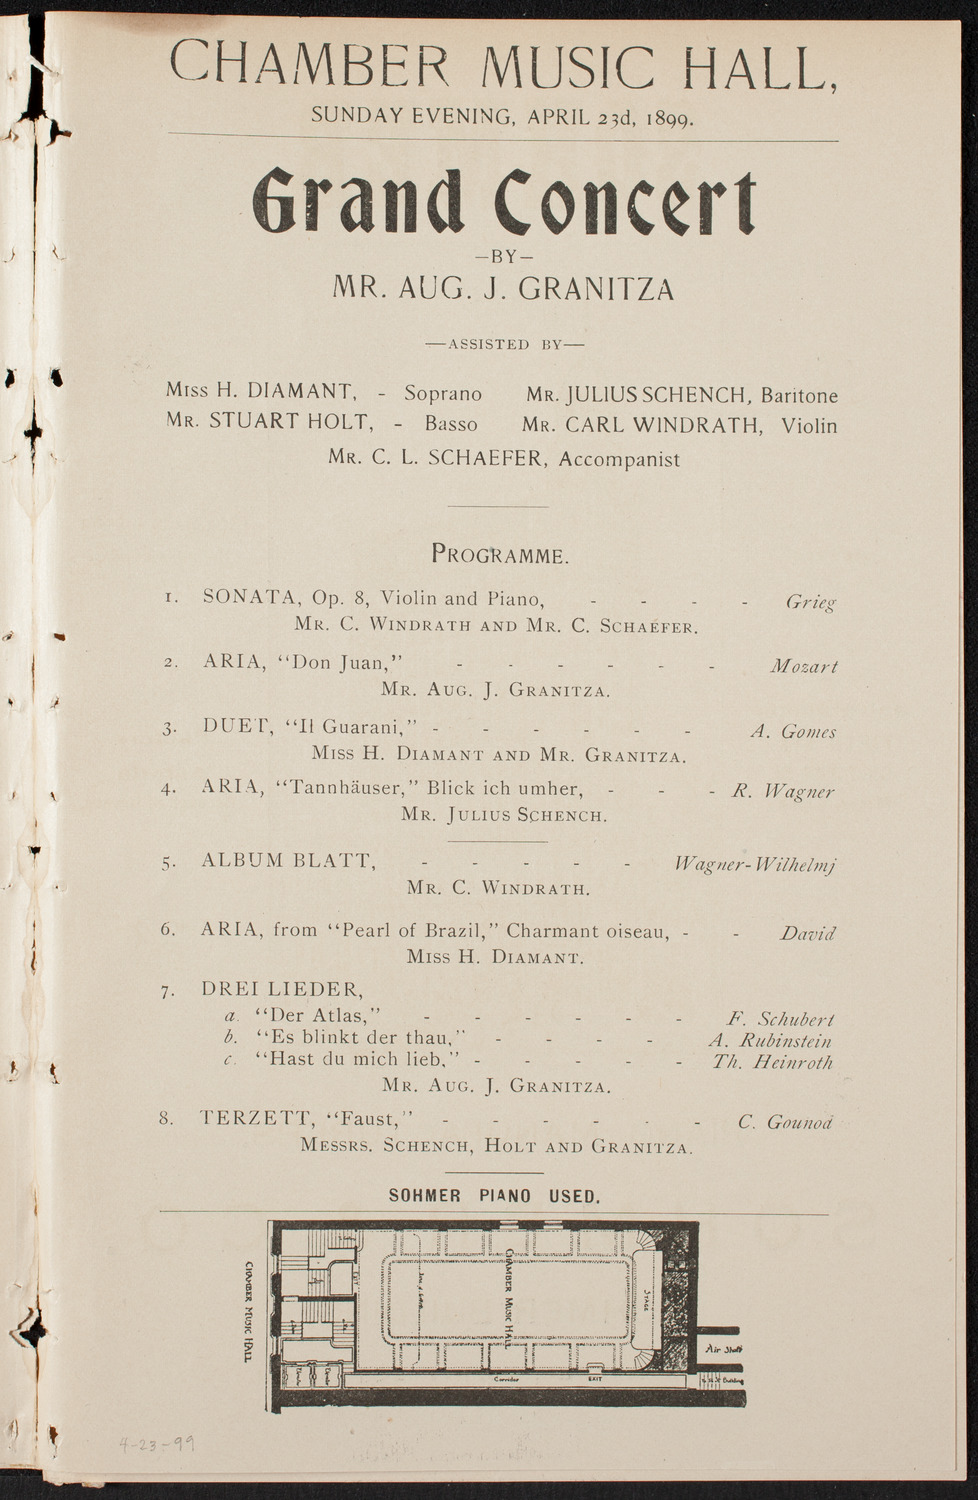 CHAMBER MUSIC HALL,
SUNDAY EVENING, APRIL 23d, 1899.
Grand Concert
—BY—
MR. AUG. J. GRANITZA
—ASSISTED BY—
Miss H. DIAMANT, - Soprano MR. JULIUS SCHENCH, Baritone
MR. STUART HOLT, - Basso MR. CARL WINDRATH, Violin
MR. C. L. SCHAEFER, Accompanist
PROGRAMME.
1. SONATA, Op. 8, Violin and Piano, - - - - Grieg
MR. C. WINDRATH AND MR. C. SCHAEFER.
2. ARIA, “Don Juan,” - - - - - - Mozart
MR. AUG. J. GRANITZA.
3. DUET, “Il Guarani,” - - - - - - A. Gomes
MISS H. DIAMANT AND MR. GRANITZA.
4. ARIA, “Tannhäuser,” Blick ich umher, - - - R. Wagner
MR. JULIUS SCHENCH.
5. ALBUM BLATT, - - - - - Wagner-Wilhelmj
MR. C. WINDRATH.
6. ARIA, from “Pearl of Brazil,” Charmant oiseau, - - David
MISS H. DIAMANT.
7. DREI LIEDER,
a. “Der Atlas,” - - - - - - F. Schubert
b. “Es blinkt der thau,” - - - - A. Rubinstein
c. “Hast du mich lieb,” - - - - - Th. Heinroth
MR. AUG. J. GRANITZA.
8. TERZETT, “Faust,” - - - - - - C. Gounod
MESSRS. SCHENCH, HOLT AND GRANITZA.
SOHMER PIANO USED.
CHAMBER MUSIC HALL
CHAMBER MUSIC HALL
STAGE
Air Shaft
Corridor
EXIT
Building
4-23-99